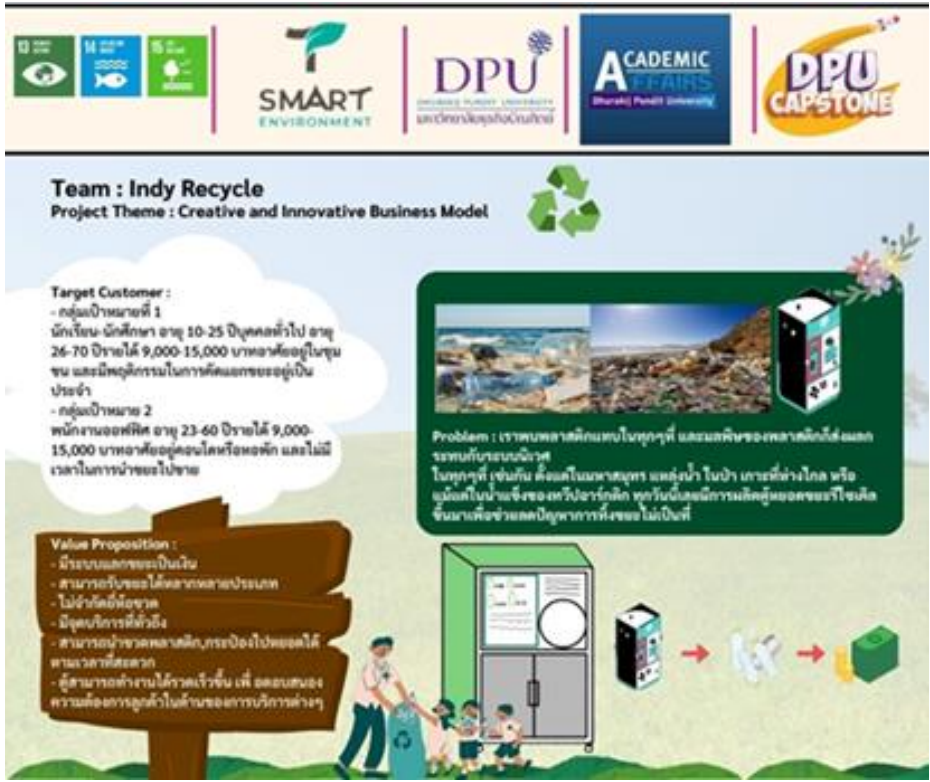 13
14
15
SMART
ENVIRONMENT
DPU
DHURAKIJ PUNDIT UNIVERSITY
มหาวิทยาลัยธุรกิจบัณฑิตย์
ACADEMIC
AFFAIRS
Dhurakij Pundit University
DPU
CAPSTONE
Team : Indy Recycle
Project Theme : Creative and Innovative Business Model
Target Customer :
- กลุ่มเป้าหมายที่ 1
นักเรียน-นักศึกษา อายุ 10-25 ปีบุคคลทั่วไป อายุ
26-70 ปีรายได้ 9,000-15,000 บาทอาศัยอยู่ในชุม
ชน และมีพฤติกรรมในการคัดแยกขยะอยู่เป็น
ประจำ
- กลุ่มเป้าหมาย 2
พนักงานออฟฟิศ อายุ 23-60 ปีรายได้ 9,000-
15,000 บาทอาศัยอยู่คอนโดหรือหอพัก และไม่มี
เวลาในการนำขยะไปขาย
Problem : เราพบพลาสติกแทบในทุกๆที่ และมลพิษของพลาสติกก็ส่งผลก
ระทบกับระบบนิเวศ
ในทุกๆที่ เช่นกัน ตั้งแต่ในมหาสมุทร แหล่งน้ำ ในป่า เกาะที่ห่างไกล หรือ
แม้แต่ในน้ำแข็งของทวีปอาร์กติก ทุกวันนี้เลยมีการผลิตตู้หยอดขยะรีไซเคิล
ขึ้นมาเพื่อช่วยลดปัญหาการทิ้งขยะไม่เป็นที่
Value Proposition :
- มีระบบแลกขยะเป็นเงิน
- สามารถรับขยะได้หลากหลายประเภท
- ไม่จำกัดยี่ห้อขวด
- มีจุดบริการที่ทั่วถึง
- สามารถนำขวดพลาสติก,กระป๋องไปหยอดได้
ตามเวลาที่สะดวก
- ตู้สามารถทำงานได้รวดเร็วขึ้น เพื่ อตอบสนอง
ความต้องการลูกค้าในด้านของการบริการต่างๆ